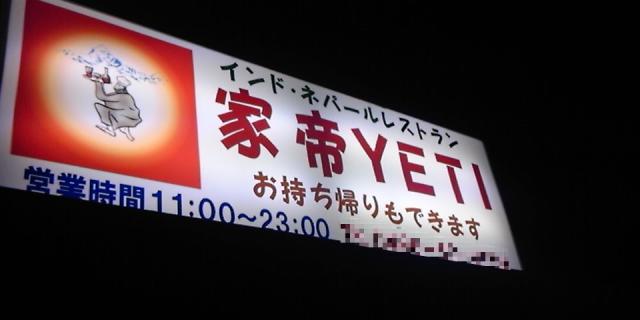 インド・ネパールレストラン
家帝YETI
お持ち帰りもできます
営業時間11:00~23:00